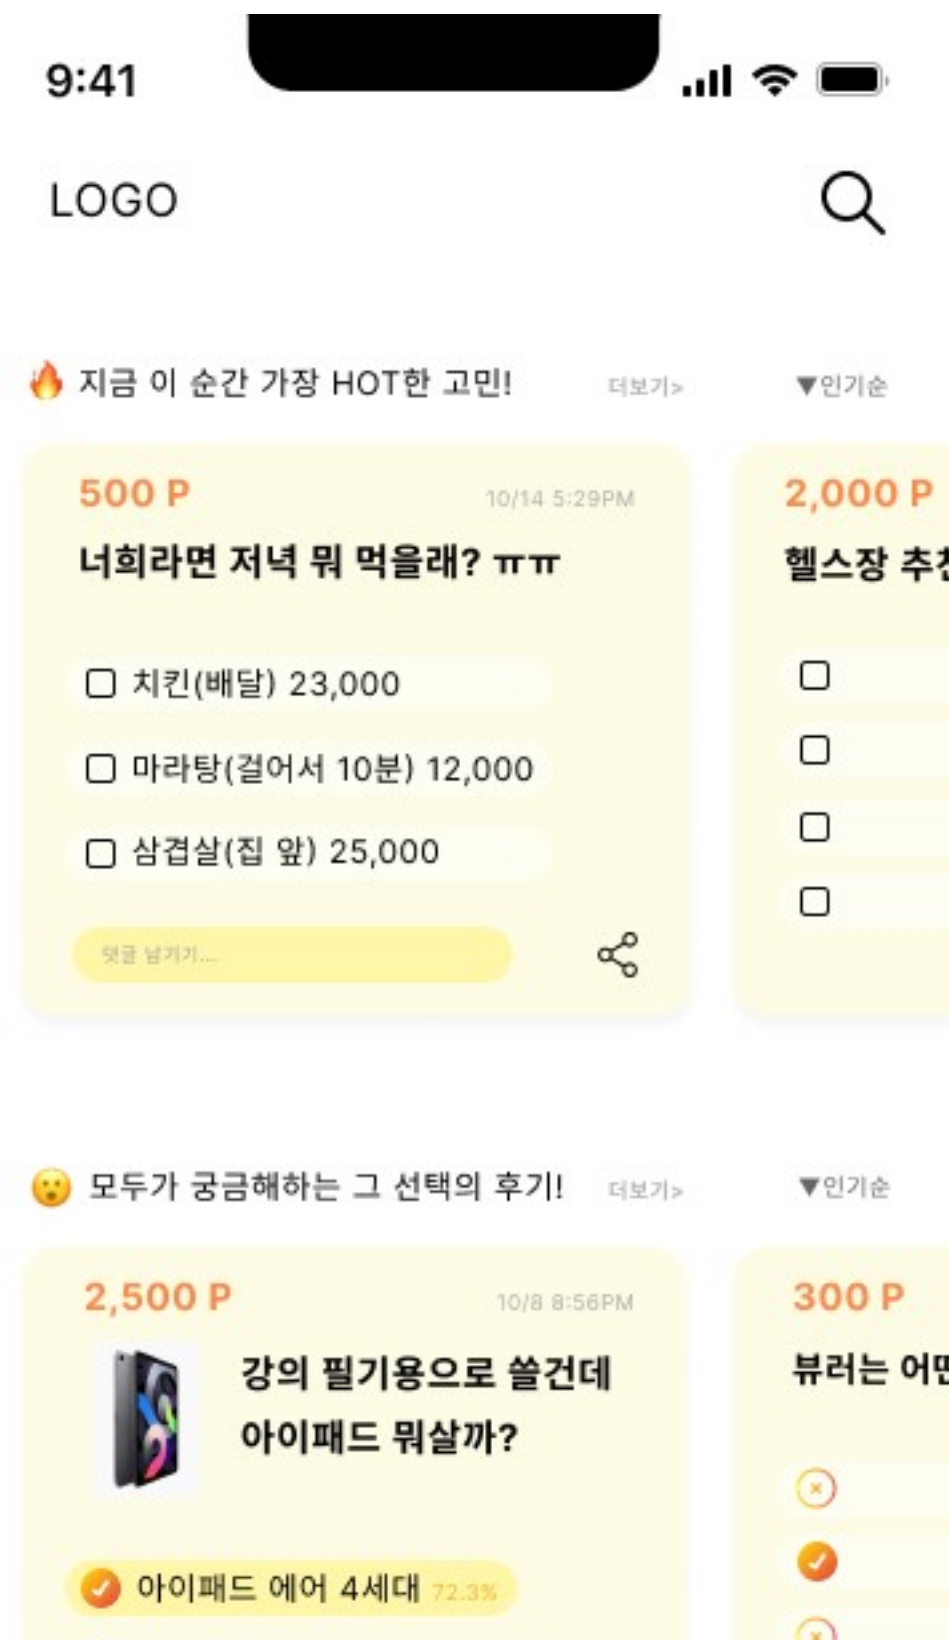 9:41
LOGO
🔥 지금 이 순간 가장 HOT한 고민! 더보기> ▼인기순
500 P 10/14 5:29PM
너희라면 저녁 뭐 먹을래? ㅠㅠ
치킨(배달) 23,000
마라탕(걸어서 10분) 12,000
삼겹살(집 앞) 25,000
댓글 남기기...
2,000 P
헬스장
😮 모두가 궁금해하는 그 선택의 후기! 더보기> ▼인기순
2,500 P 10/8 8:56PM
강의 필기용으로 쓸건데
아이패드 뭐살까?
아이패드 에어 4세대 72.3%
300 P
뷰러는